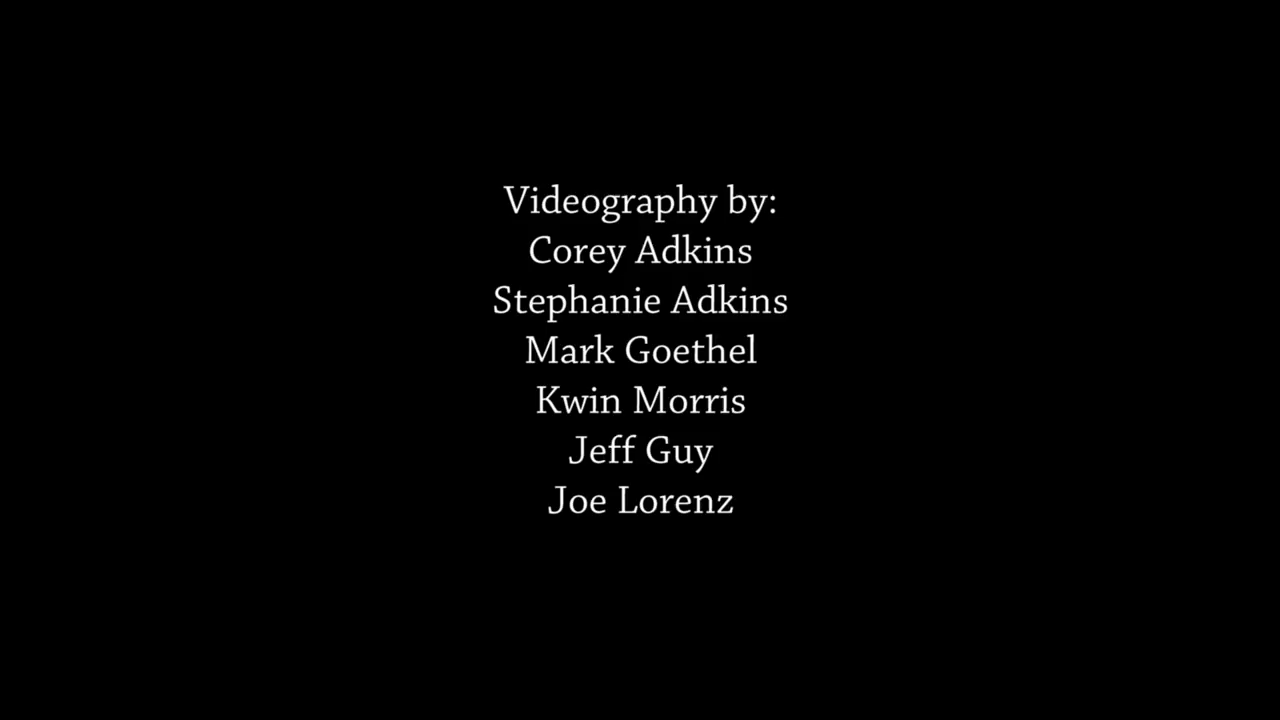 Videography by:
Corey Adkins
Stephanie Adkins
Mark Goethel
Kwin Morris
Jeff Guy
Joe Lorenz